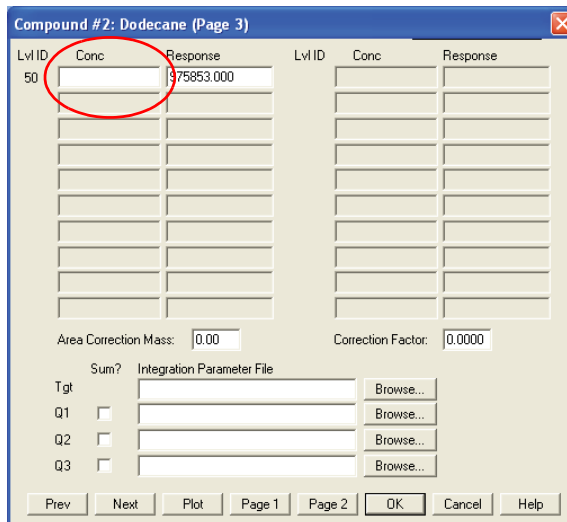 Compound #2: Dodecane (Page 3)
Lvl ID Conc Response Lvl ID Conc Response
50 975853.000
Area Correction Mass: 0.00 Correction Factor: 0.0000
Sum? Integration Parameter File
Tgt Browse...
Q1 Browse...
Q2 Browse...
Q3 Browse...
Prev Next Plot Page 1 Page 2 OK Cancel Help